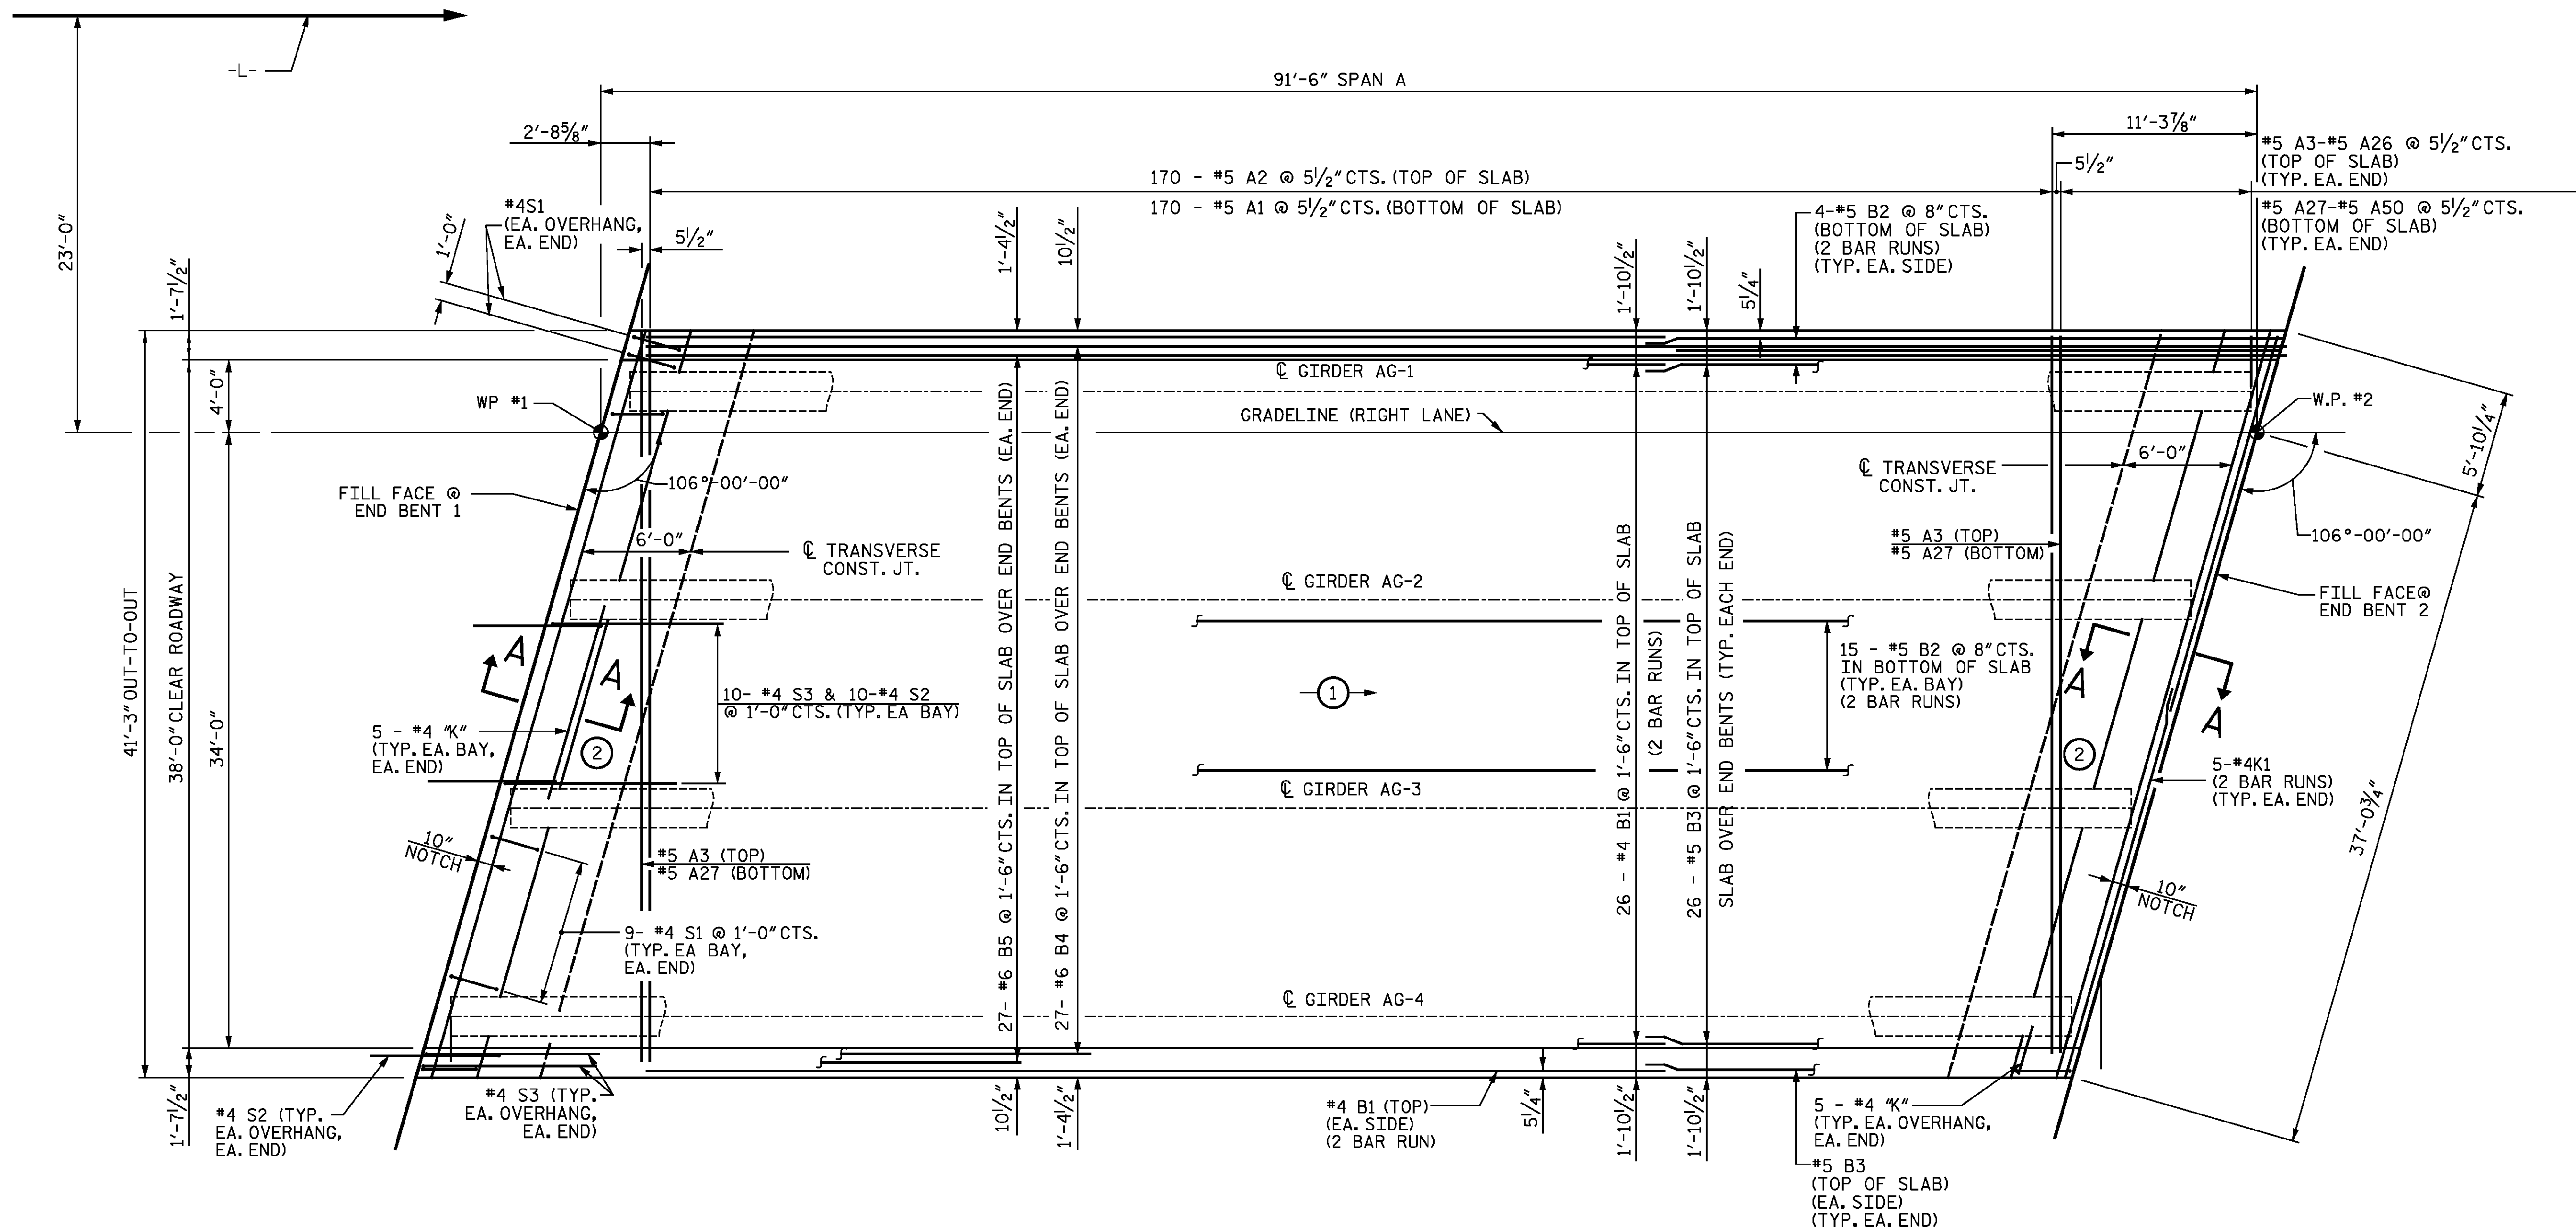 -L-
91'-6" SPAN A
2'-8⅝"
11'-3⅞"
5½"
#5 A3-#5 A26 @ 5½" CTS.
(TOP OF SLAB)
(TYP. EA. END)
#5 A27-#5 A50 @ 5½" CTS.
(BOTTOM OF SLAB)
(TYP. EA. END)
170 - #5 A2 @ 5½" CTS. (TOP OF SLAB)
170 - #5 A1 @ 5½" CTS. (BOTTOM OF SLAB)
23'-0"
#4S1
(EA. OVERHANG,
EA. END)
1'-0"
5½"
1'-4½"
10½"
1'-10½"
1'-10½"
5¼"
4-#5 B2 @ 8" CTS.
(BOTTOM OF SLAB)
(2 BAR RUNS)
(TYP. EA. SIDE)
1'-7½"
4'-0"
℄ GIRDER AG-1
WP #1
GRADELINE (RIGHT LANE)
W.P. #2
106°-00'-00"
FILL FACE @
END BENT 1
6'-0"
℄ TRANSVERSE
CONST. JT.
℄ TRANSVERSE
CONST. JT.
6'-0"
5'-10¼"
106°-00'-00"
#5 A3 (TOP)
#5 A27 (BOTTOM)
℄ GIRDER AG-2
FILL FACE@
END BENT 2
41'-3" OUT-TO-OUT
38'-0" CLEAR ROADWAY
34'-0"
27- #6 B5 @ 1'-6" CTS. IN TOP OF SLAB OVER END BENTS (EA. END)
27- #6 B4 @ 1'-6" CTS. IN TOP OF SLAB OVER END BENTS (EA. END)
26 - #4 B1 @ 1'-6" CTS. IN TOP OF SLAB
(2 BAR RUNS)
26 - #5 B3 @ 1'-6" CTS. IN TOP OF SLAB
SLAB OVER END BENTS (TYP. EACH END)
A
A
A
A
15 - #5 B2 @ 8" CTS.
IN BOTTOM OF SLAB
(TYP. EA. BAY)
(2 BAR RUNS)
1
10- #4 S3 & 10-#4 S2
@ 1'-0" CTS. (TYP. EA BAY)
5 - #4 "K"
(TYP. EA. BAY,
EA. END)
2
2
℄ GIRDER AG-3
5-#4K1
(2 BAR RUNS)
(TYP. EA. END)
37'-0¾"
10"
NOTCH
#5 A3 (TOP)
#5 A27 (BOTTOM)
10"
NOTCH
9- #4 S1 @ 1'-0" CTS.
(TYP. EA BAY,
EA. END)
℄ GIRDER AG-4
1'-7½"
#4 S2 (TYP.
EA. OVERHANG,
EA. END)
#4 S3 (TYP.
EA. OVERHANG,
EA. END)
10½"
1'-4½"
#4 B1 (TOP)
(EA. SIDE)
(2 BAR RUN)
5¼"
1'-10½"
1'-10½"
5 - #4 "K"
(TYP. EA. OVERHANG,
EA. END)
#5 B3
(TOP OF SLAB)
(EA. SIDE)
(TYP. EA. END)